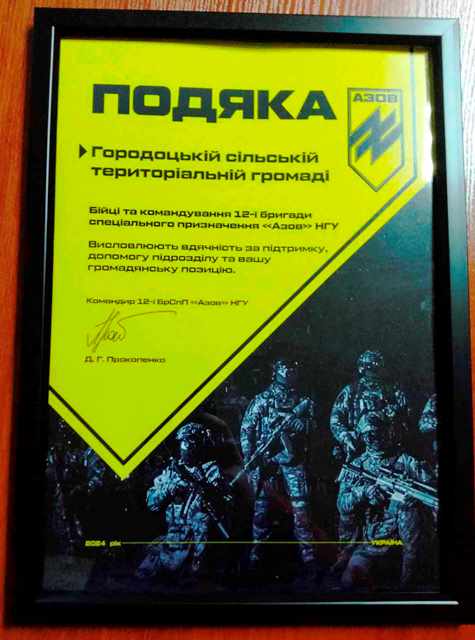 ПОДЯКА
АЗОВ
Городоцькій сільській
територіальній громаді
Бійці та командування 12-ї бригади
спеціального призначення «Азов» НГУ
Висловлюють вдячність за підтримку,
допомогу підрозділу та вашу
громадянську позицію.
Командир 12-ї БрСпП «Азов» НГУ
Д. Г. Прокопенко
2024 рік
УКРАЇНА